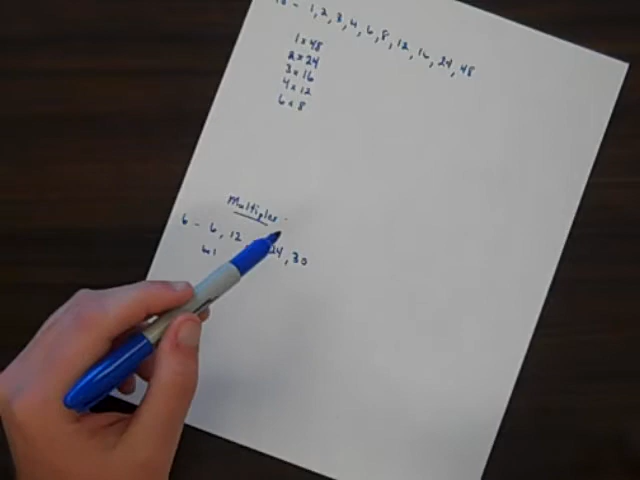 - 1, 2, 3, 4, 6, 8, 12, 16, 24, 48
1 x 48
2 x 24
3 x 16
4 x 12
6 x 8
Multiples -
6 - 6, 12 24, 30